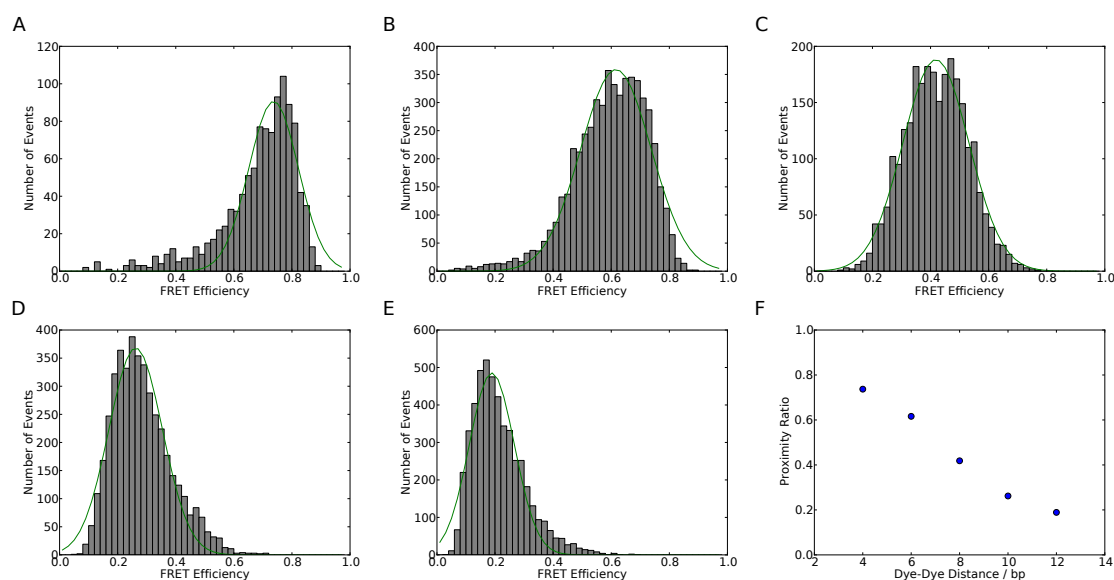 A
B
C
120
100
80
60
40
20
0
Number of Events
0.0 0.2 0.4 0.6 0.8 1.0
FRET Efficiency
400
350
300
250
200
150
100
50
0
Number of Events
0.0 0.2 0.4 0.6 0.8 1.0
FRET Efficiency
200
150
100
50
0
Number of Events
0.0 0.2 0.4 0.6 0.8 1.0
FRET Efficiency
D
E
F
400
350
300
250
200
150
100
50
0
Number of Events
0.0 0.2 0.4 0.6 0.8 1.0
FRET Efficiency
600
500
400
300
200
100
0
Number of Events
0.0 0.2 0.4 0.6 0.8 1.0
FRET Efficiency
1.0
0.8
0.6
0.4
0.2
0.0
Proximity Ratio
2 4 6 8 10 12 14
Dye-Dye Distance / bp